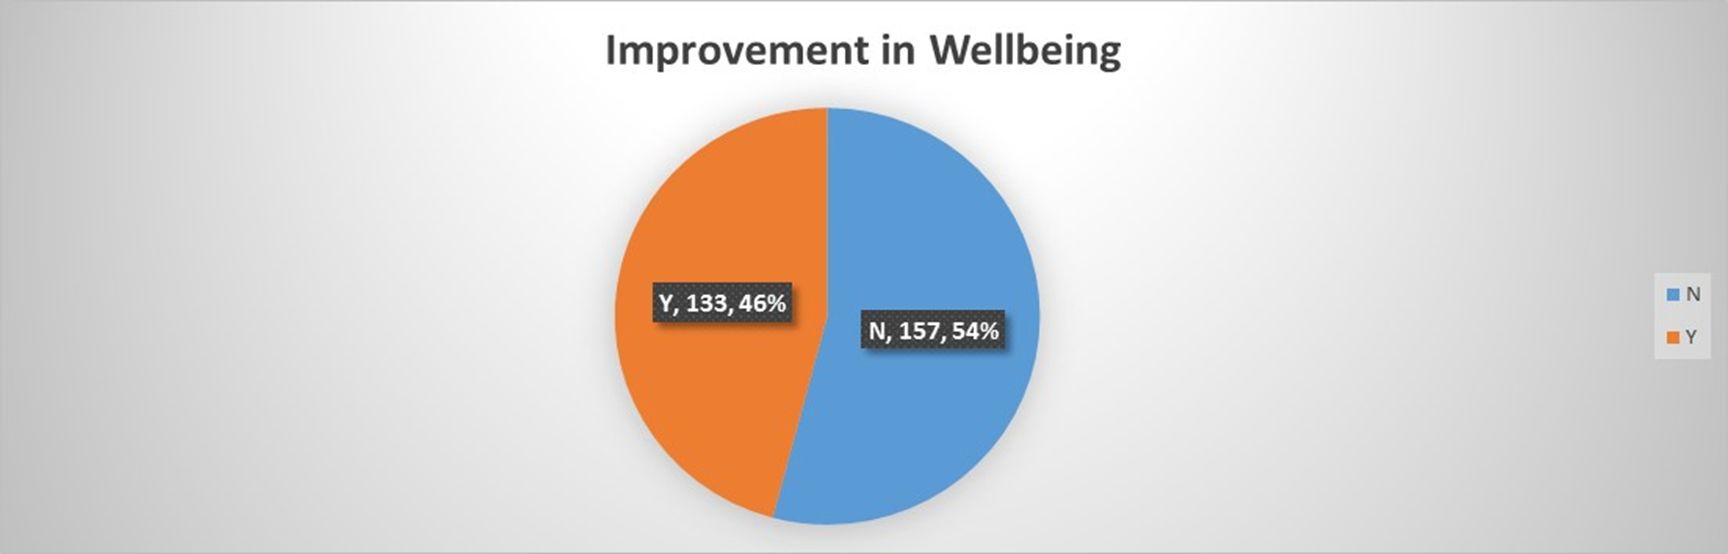 Improvement in Wellbeing
Y, 133, 46%
N, 157, 54%
N
Y